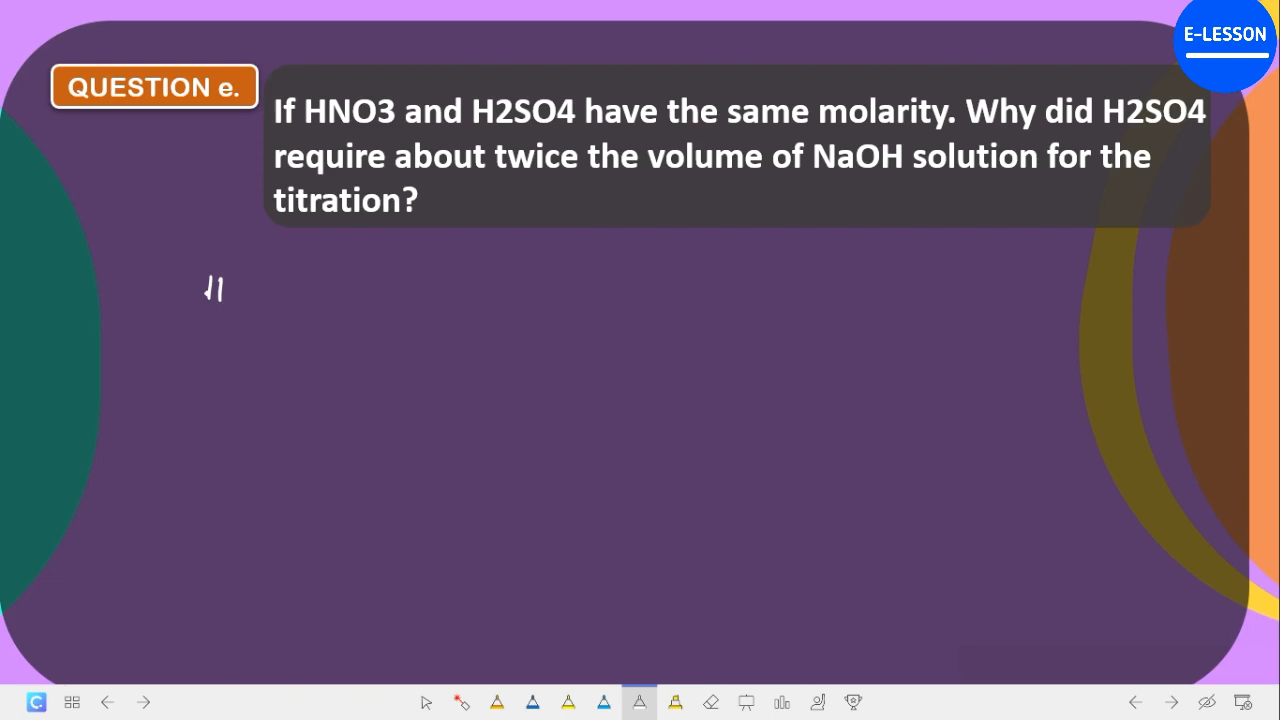 E-LESSON
QUESTION e.
If HNO3 and H2SO4 have the same molarity. Why did H2SO4
require about twice the volume of NaOH solution for the
titration?